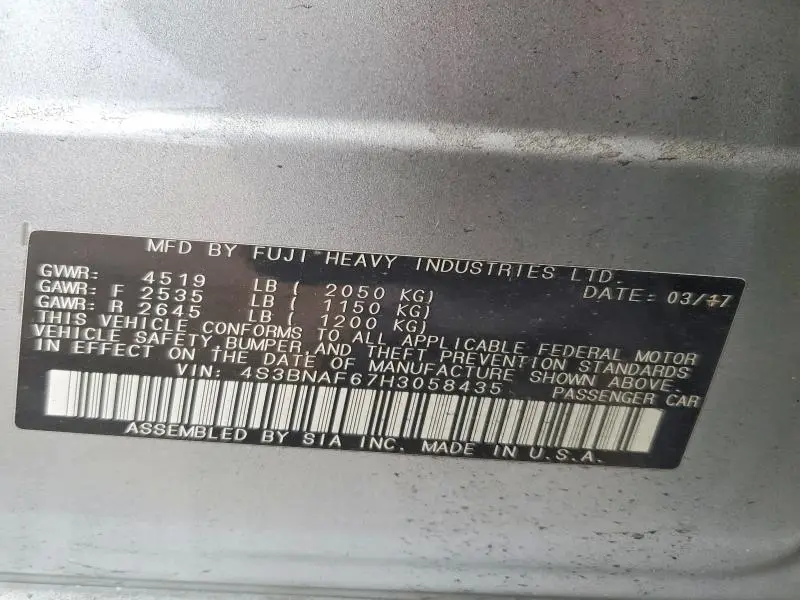 MFD BY FUJI HEAVY INDUSTRIES LTD.
GVWR: 4519 LB ( 2050 KG) DATE: 03/17
GAWR: F 2535 LB ( 1150 KG)
GAWR: R 2645 LB ( 1200 KG)
THIS VEHICLE CONFORMS TO ALL APPLICABLE FEDERAL MOTOR
VEHICLE SAFETY, BUMPER AND THEFT PREVENTION STANDARDS
IN EFFECT ON THE DATE OF MANUFACTURE SHOWN ABOVE.
VIN: 4S3BNAF67H3058435 PASSENGER CAR
ASSEMBLED BY SIA INC. MADE IN U.S.A.